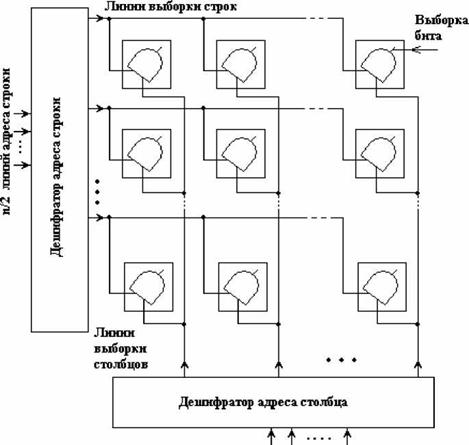 Линии выборки строк
Выборка
бита
n/2 линий адреса строки
Дешифратор адреса строки
Линии
выборки
столбцов
Дешифратор адреса столбца